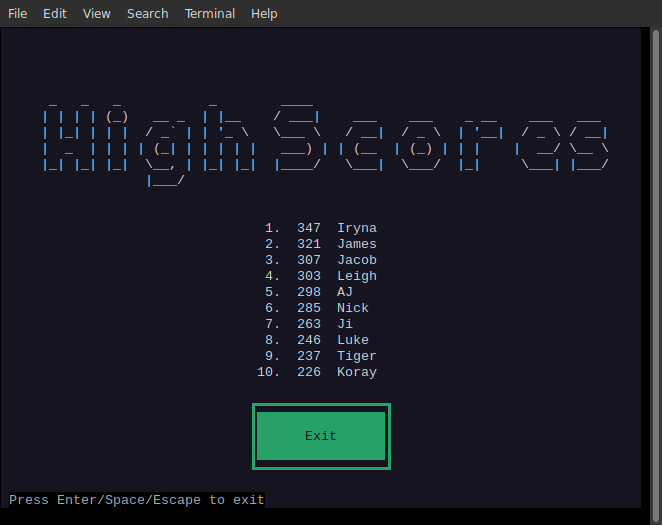 File Edit View Search Terminal Help
High Scores
1. 347 Iryna
2. 321 James
3. 307 Jacob
4. 303 Leigh
5. 298 AJ
6. 285 Nick
7. 263 Ji
8. 246 Luke
9. 237 Tiger
10. 226 Koray
Exit
Press Enter/Space/Escape to exit